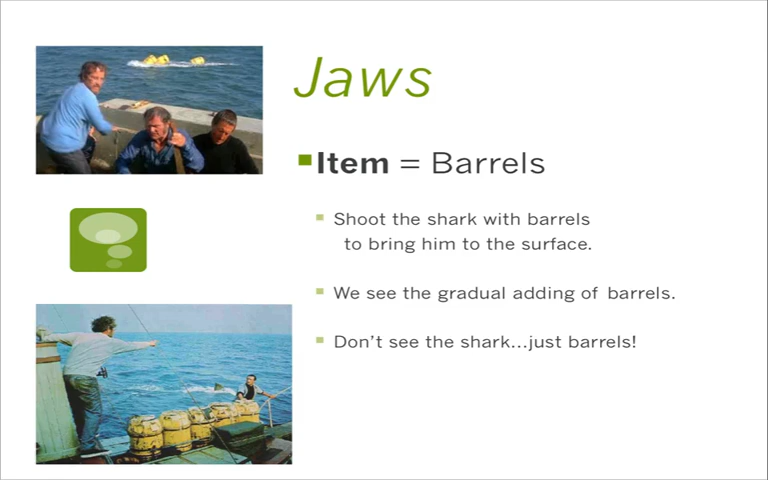 Jaws
Item = Barrels
Shoot the shark with barrels
to bring him to the surface.
We see the gradual adding of barrels.
Don’t see the shark...just barrels!